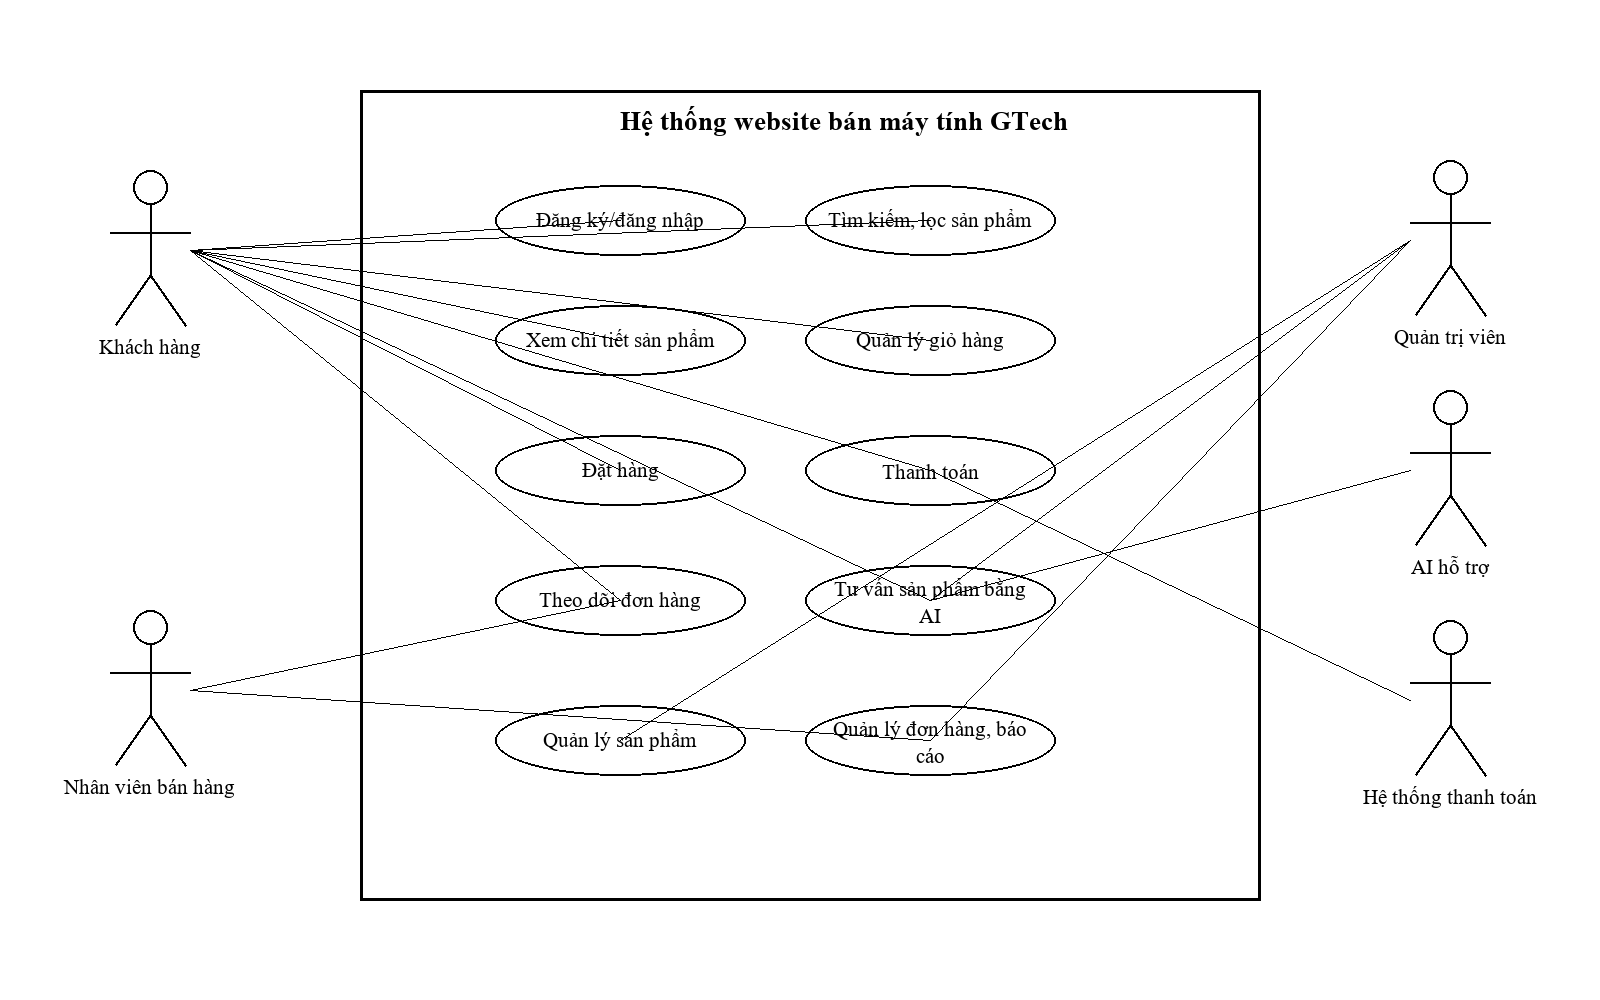 Hệ thống website bán máy tính GTech
Đăng ký/đăng nhập
Tìm kiếm, lọc sản phẩm
Khách hàng
Xem chi tiết sản phẩm
Quản lý giỏ hàng
Quản trị viên
Đặt hàng
Thanh toán
AI hỗ trợ
Theo dõi đơn hàng
Tư vấn sản phẩm bằng
AI
Nhân viên bán hàng
Quản lý sản phẩm
Quản lý đơn hàng, báo
cáo
Hệ thống thanh toán